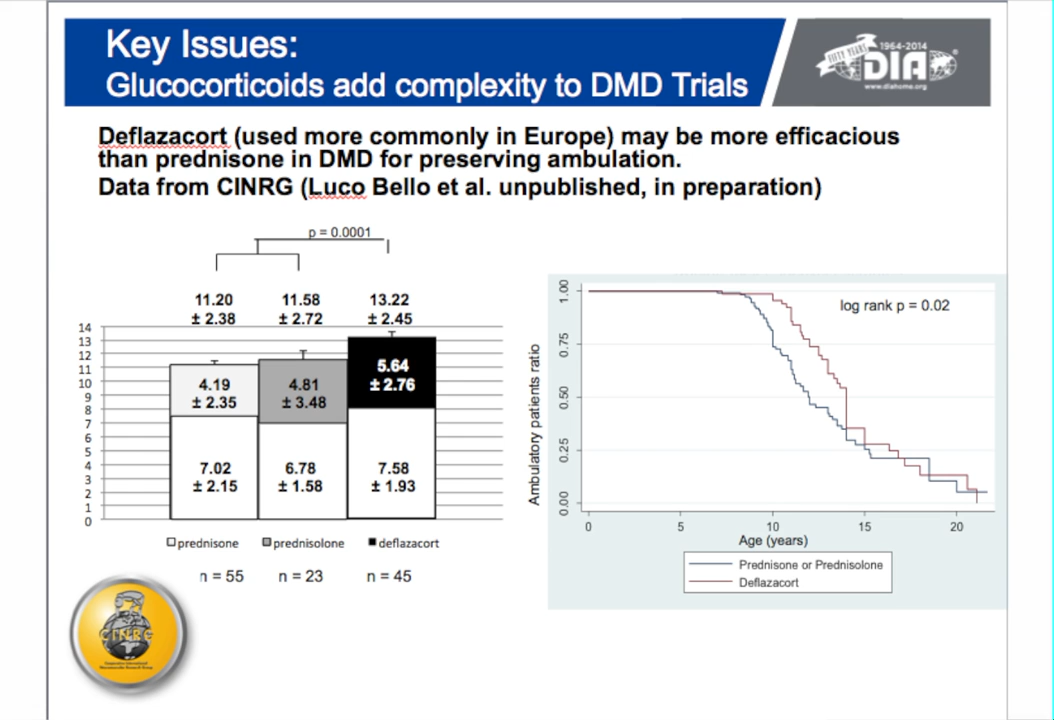 Key Issues:
Glucocorticoids add complexity to DMD Trials
FIFTY YEARS
1964-2014
DIA
®
www.diahome.org
Deflazacort (used more commonly in Europe) may be more efficacious
than prednisone in DMD for preserving ambulation.
Data from CINRG (Luco Bello et al. unpublished, in preparation)
p = 0.0001
11.20 11.58 13.22
± 2.38 ± 2.72 ± 2.45
14
13
12
11
10
9
8
7
6
5
4
3
2
1
0
4.19 4.81 5.64
± 2.35 ± 3.48 ± 2.76
7.02 6.78 7.58
± 2.15 ± 1.58 ± 1.93
prednisone prednisolone deflazacort
n = 55 n = 23 n = 45
CINRG
log rank p = 0.02
Ambulatory patients ratio
1.00
0.75
0.50
0.25
0.00
0 5 10 15 20
Age (years)
Prednisone or Prednisolone
Deflazacort